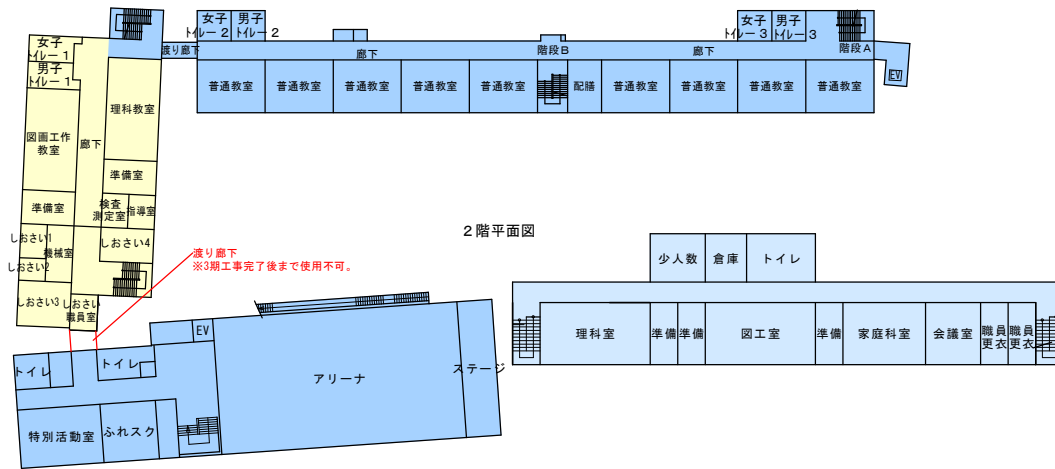 女子
トイレー1
男子
トイレー1
図画工作
教室
準備室
しおさい1
機械室
しおさい2
しおさい3
しおさい
職員室
廊下
理科教室
準備室
検査
測定室
指導室
しおさい4
渡り廊下
女子
トイレー2
男子
トイレー2
廊下
普通教室
普通教室
普通教室
普通教室
普通教室
階段B
配膳
普通教室
普通教室
普通教室
普通教室
廊下
女子
トイレー3
男子
トイレー3
階段A
EV
2階平面図
渡り廊下
※3期工事完了後まで使用不可。
トイレ
トイレ
EV
アリーナ
ステージ
特別活動室
ふれスク
少人数
倉庫
トイレ
理科室
準備
準備
図工室
準備
家庭科室
会議室
職員
更衣
職員
更衣